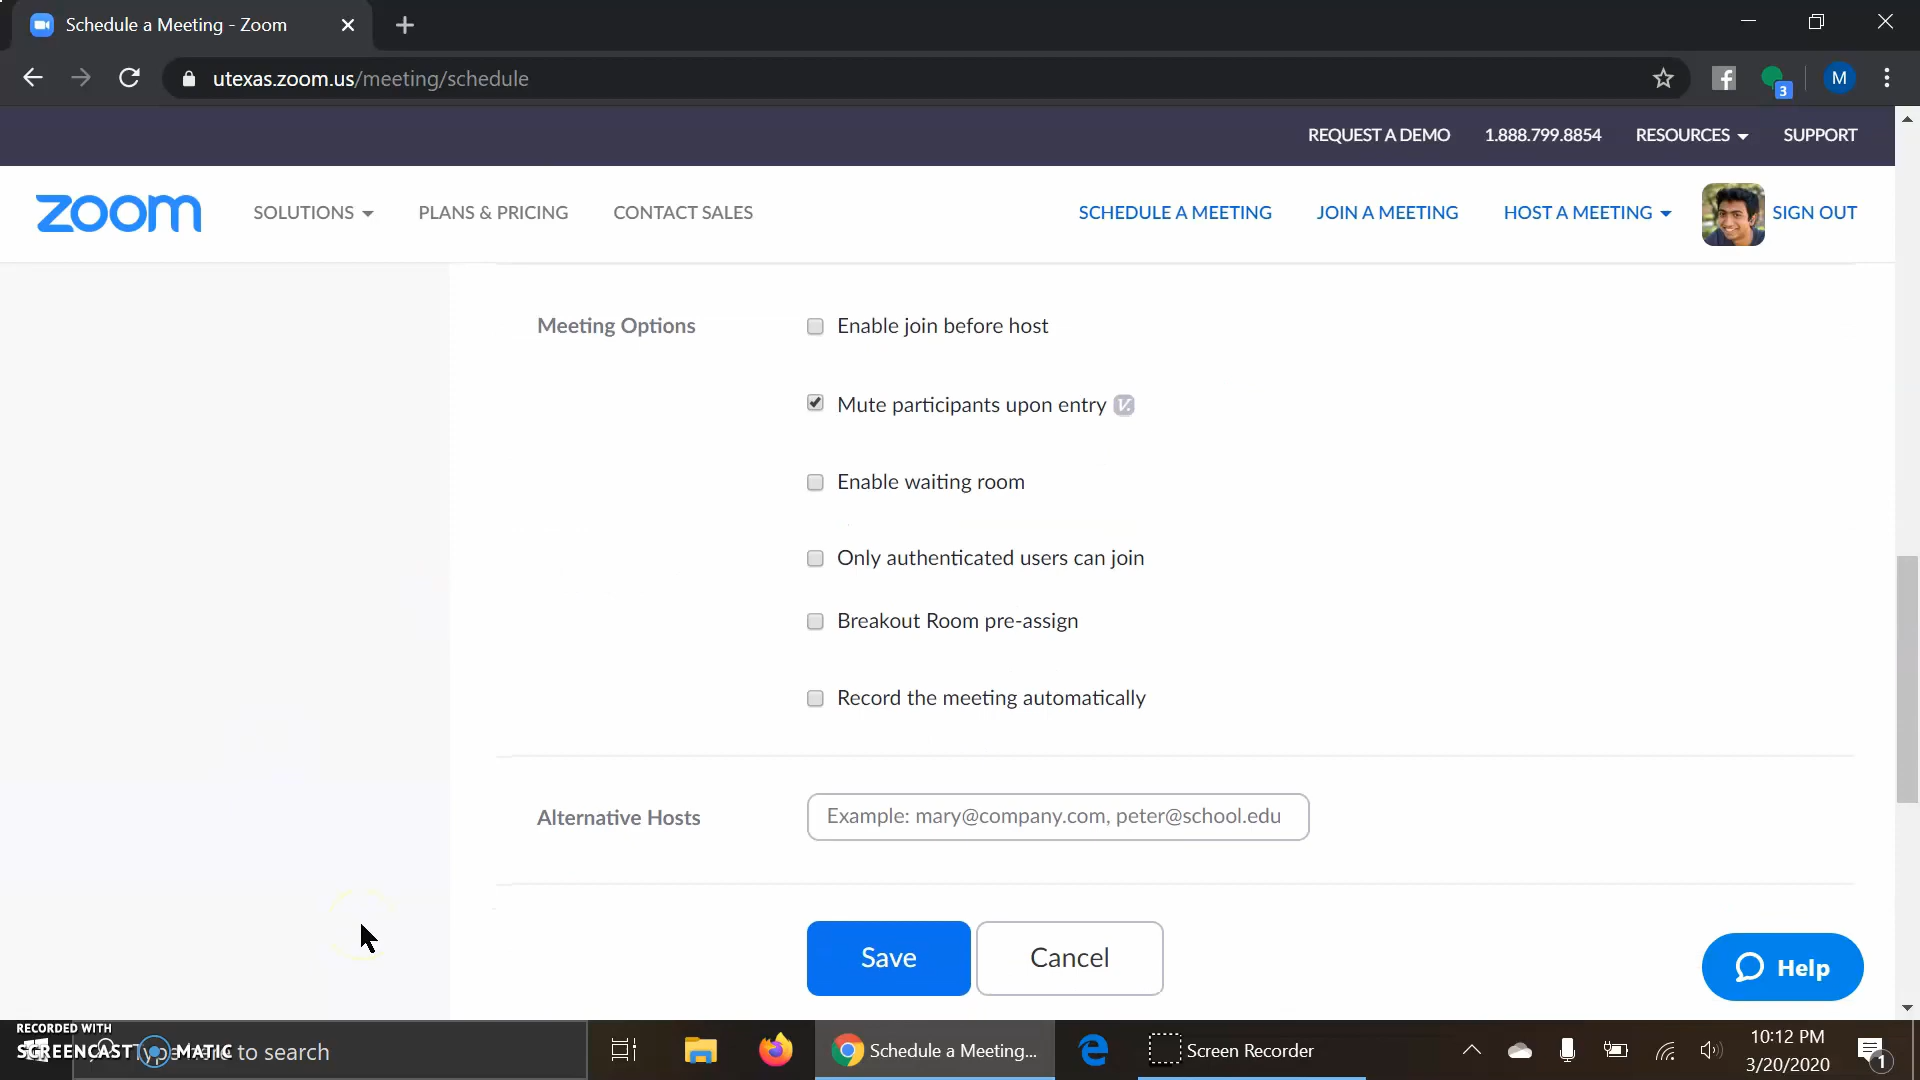 Schedule a Meeting - Zoom
utexas.zoom.us/meeting/schedule
3
M
REQUEST A DEMO 1.888.799.8854 RESOURCES SUPPORT
zoom SOLUTIONS PLANS & PRICING CONTACT SALES SCHEDULE A MEETING JOIN A MEETING HOST A MEETING SIGN OUT
Meeting Options
Enable join before host
Mute participants upon entry
Enable waiting room
Only authenticated users can join
Breakout Room pre-assign
Record the meeting automatically
Alternative Hosts
Example: mary@company.com, peter@school.edu
Save Cancel
Help
RECORDED WITH
SCREENCAST MATIC
to search
Schedule a Meeting...
Screen Recorder
10:12 PM
3/20/2020
1